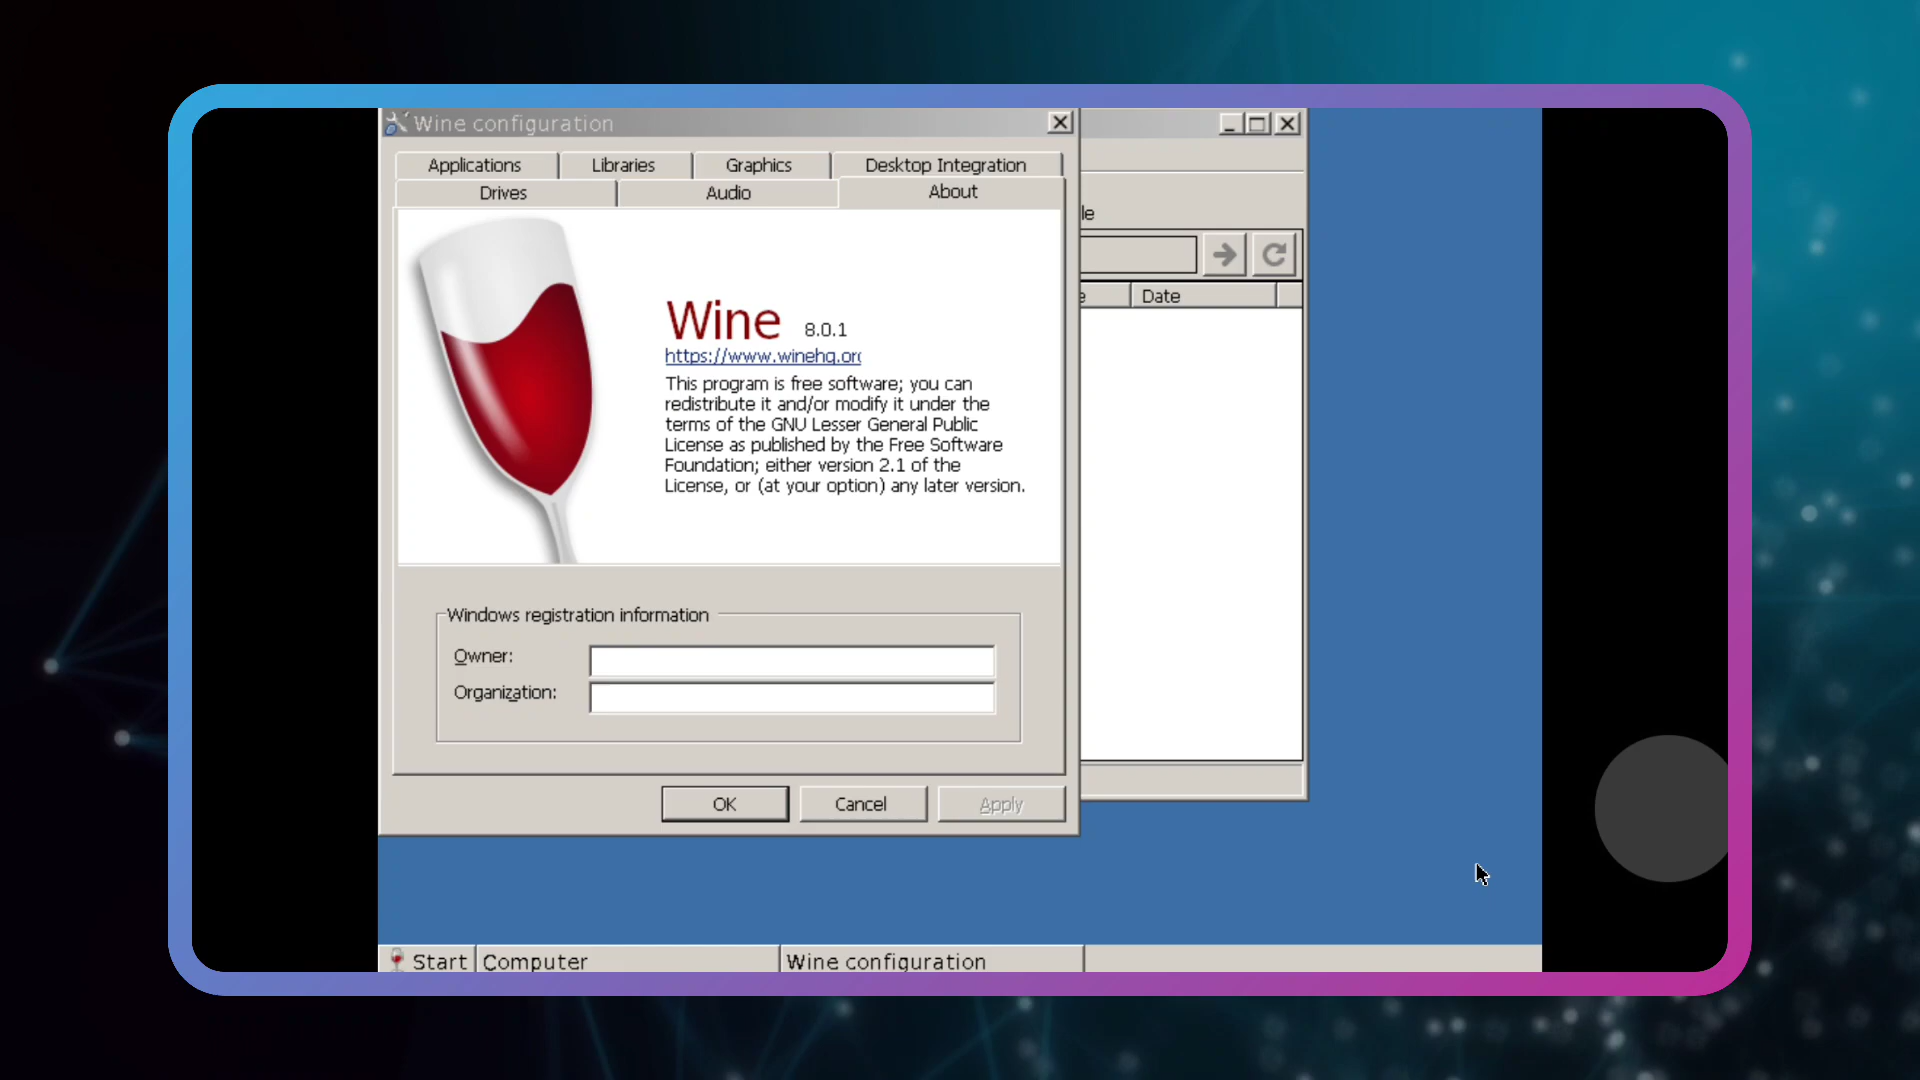 Wine configuration
Applications
Libraries
Graphics
Desktop Integration
Drives
Audio
About
Wine 8.0.1
https://www.winehq.org
This program is free software; you can
redistribute it and/or modify it under the
terms of the GNU Lesser General Public
License as published by the Free Software
Foundation; either version 2.1 of the
License, or (at your option) any later version.
Windows registration information
Owner:
Organization:
OK
Cancel
Apply
le
e
Date
Start
Computer
Wine configuration